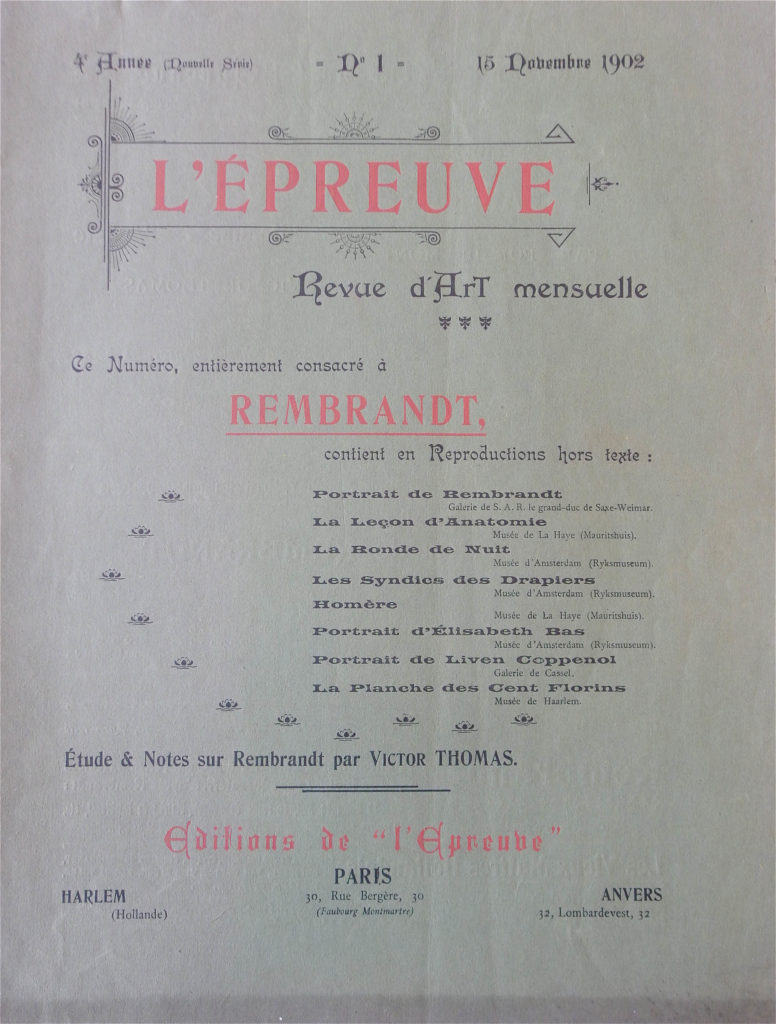 4e Année (Nouvelle Série) - No 1 - 15 Novembre 1902
L'ÉPREUVE
Revue d'Art mensuelle
Ce Numéro, entièrement consacré à
REMBRANDT,
contient en Reproductions hors texte :
Portrait de Rembrandt
Galerie de S. A. R. le grand-duc de Saxe-Weimar.
La Leçon d'Anatomie
Musée de La Haye (Mauritshuis).
La Ronde de Nuit
Musée d'Amsterdam (Ryksmuseum).
Les Syndics des Drapiers
Musée d'Amsterdam (Ryksmuseum).
Homère
Musée de La Haye (Mauritshuis).
Portrait d'Élisabeth Bas
Musée d'Amsterdam (Ryksmuseum).
Portrait de Liven Coppenol
Galerie de Cassel.
La Planche des Cent Florins
Musée de Haarlem.
Étude & Notes sur Rembrandt par VICTOR THOMAS.
Editions de "l'Epreuve"
HARLEM
(Hollande)
PARIS
30, Rue Bergère, 30
(Faubourg Montmartre)
ANVERS
32, Lombardevest, 32